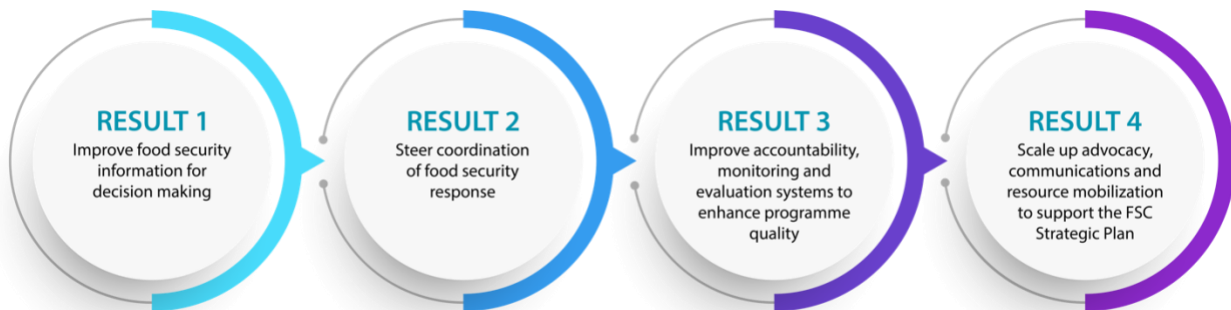 RESULT 1
Improve food security
information for
decision making
RESULT 2
Steer coordination
of food security
response
RESULT 3
Improve accountability,
monitoring and
evaluation systems to
enhance programme
quality
RESULT 4
Scale up advocacy,
communications and
resource mobilization
to support the FSC
Strategic Plan